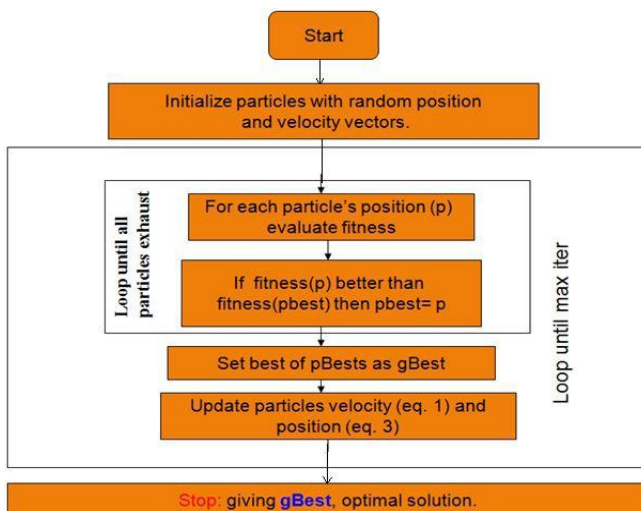 Start
Initialize particles with random position
and velocity vectors.
Loop until all
particles exhaust
For each particle's position (p)
evaluate fitness
If fitness(p) better than
fitness(pbest) then pbest= p
Loop until max iter
Set best of pBests as gBest
Update particles velocity (eq. 1) and
position (eq. 3)
Stop: giving gBest, optimal solution.